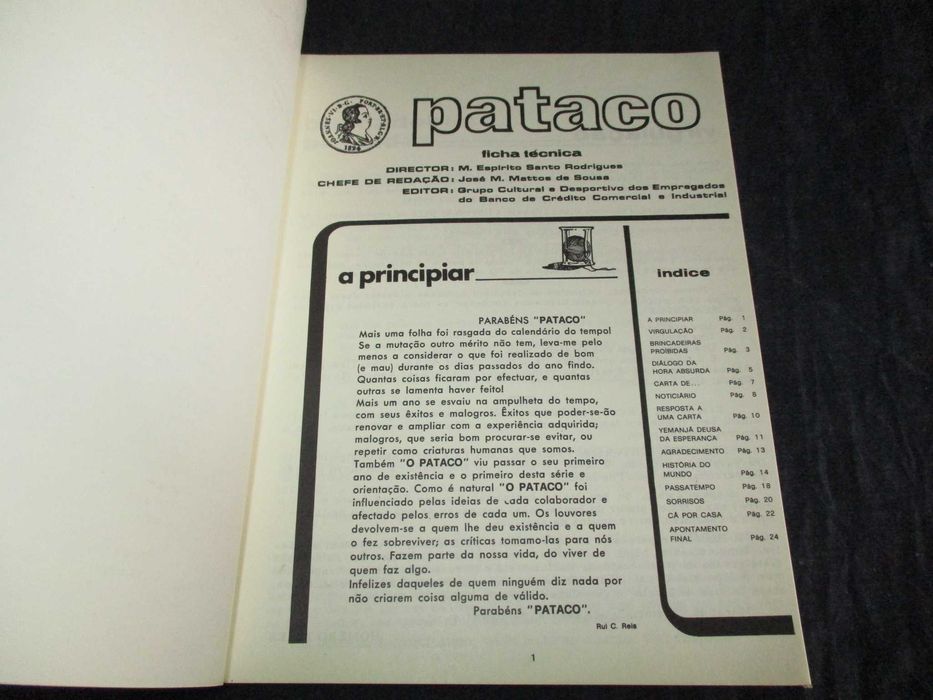 pataco
ficha técnica
DIRECTOR: M. Espírito Santo Rodrigues
CHEFE DE REDAÇÃO: José M. Mattos de Sousa
EDITOR: Grupo Cultural e Desportivo dos Empregados
do Banco de Crédito Comercial e Industrial
a principiar
PARABÉNS "PATACO"
Mais uma folha foi rasgada do calendário do tempo!
Se a mutação outro mérito não tem, leva-me pelo
menos a considerar o que foi realizado de bom
(e mau) durante os dias passados do ano findo.
Quantas coisas ficaram por efectuar, e quantas
outras se lamenta haver feito!
Mais um ano se esvaiu na ampulheta do tempo,
com seus êxitos e malogros. Êxitos que poder-se-ão
renovar e ampliar com a experiência adquirida;
malogros, que seria bom procurar-se evitar, ou
repetir como criaturas humanas que somos.
Também "O PATACO" viu passar o seu primeiro
ano de existência e o primeiro desta série e
orientação. Como é natural "O PATACO" foi
influenciado pelas ideias de cada colaborador e
afectado pelos erros de cada um. Os louvores
devolvem-se a quem lhe deu existência e a quem
o fez sobreviver; as críticas tomamo-las para nós
outros. Fazem parte da nossa vida, do viver de
quem faz algo.
Infelizes daqueles de quem ninguém diz nada por
não criarem coisa alguma de válido.
Parabéns "PATACO".
Rui C. Reis
índice
A PRINCIPIAR Pág. 1
VIRGULAÇÃO Pág. 2
BRINCADEIRAS
PROÍBIDAS Pág. 3
DIÁLOGO DA
HORA ABSURDA Pág. 5
CARTA DE... Pág. 7
NOTICIÁRIO Pág. 8
RESPOSTA A
UMA CARTA Pág. 10
YEMANJÁ DEUSA
DA ESPERANÇA Pág. 11
AGRADECIMENTO Pág. 13
HISTÓRIA DO
MUNDO Pág. 14
PASSATEMPO Pág. 18
SORRISOS Pág. 20
CÁ POR CASA Pág. 22
APONTAMENTO
FINAL Pág. 24
1